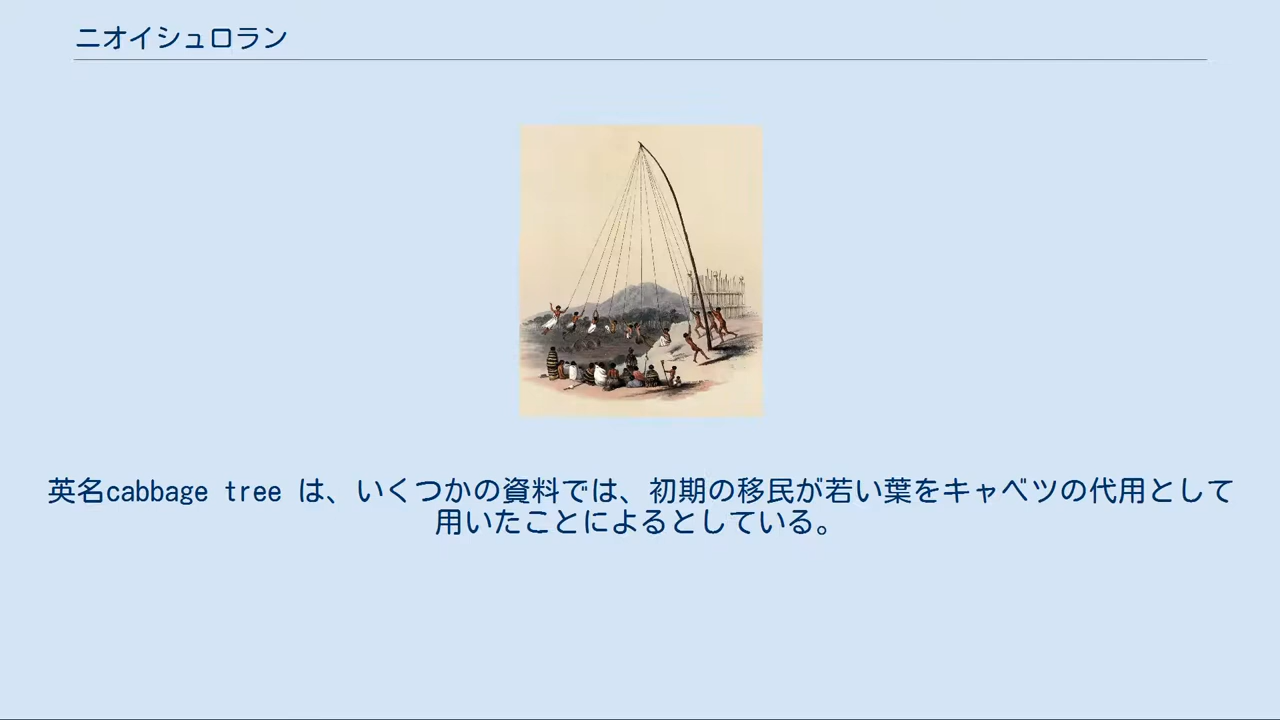 ニオイシュロラン
英名cabbage tree は、いくつかの資料では、初期の移民が若い葉をキャベツの代用として
用いたことによるとしている。